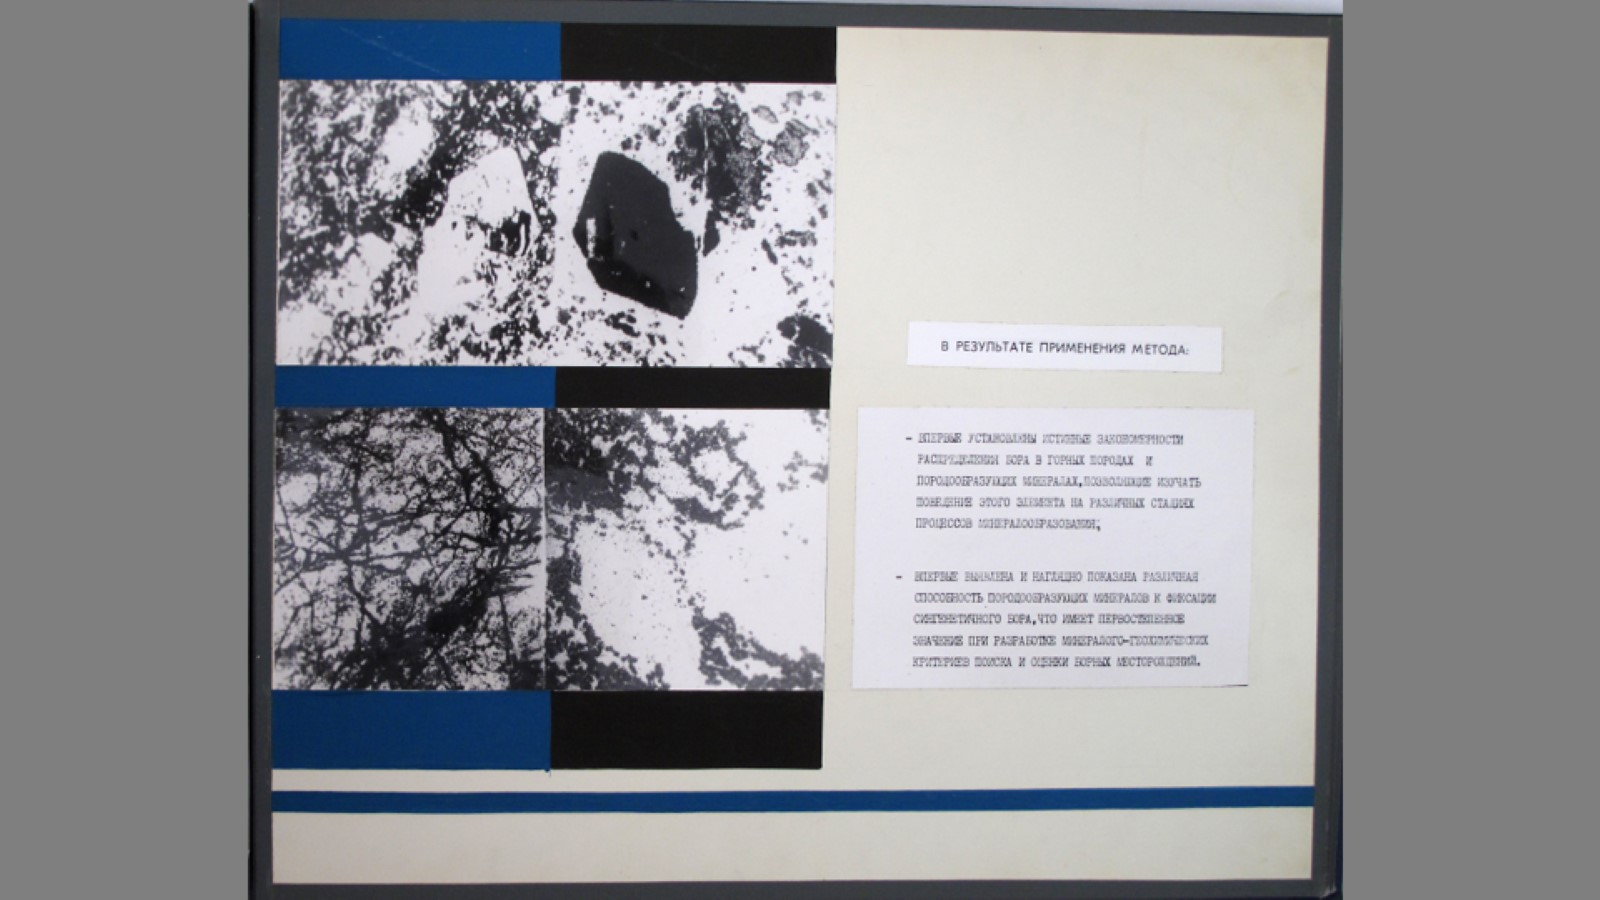 В РЕЗУЛЬТАТЕ ПРИМЕНЕНИЯ МЕТОДА:
- ВПЕРВЫЕ УСТАНОВЛЕНЫ ИСТИННЫЕ ЗАКОНОМЕРНОСТИ
РАСПРЕДЕЛЕНИЯ БОРА В ГОРНЫХ ПОРОДАХ И
ПОРОДООБРАЗУЮЩИХ МИНЕРАЛАХ, ПОЗВОЛЯЮЩИЕ ИЗУЧАТЬ
ПОВЕДЕНИЕ ЭТОГО ЭЛЕМЕНТА НА РАЗЛИЧНЫХ СТАДИЯХ
ПРОЦЕССОВ МИНЕРАЛООБРАЗОВАНИЯ;
- ВПЕРВЫЕ ВЫЯВЛЕНА И НАГЛЯДНО ПОКАЗАНА РАЗЛИЧНАЯ
СПОСОБНОСТЬ ПОРОДООБРАЗУЮЩИХ МИНЕРАЛОВ К ФИКСАЦИИ
СИНГЕНЕТИЧНОГО БОРА, ЧТО ИМЕЕТ ПЕРВОСТЕПЕННОЕ
ЗНАЧЕНИЕ ПРИ РАЗРАБОТКЕ МИНЕРАЛОГО-ГЕОХИМИЧЕСКИХ
КРИТЕРИЕВ ПОИСКА И ОЦЕНКИ БОРНЫХ МЕСТОРОЖДЕНИЙ.